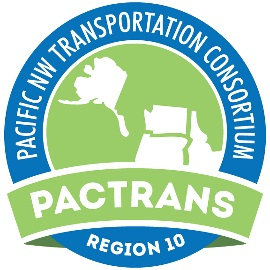 PACIFIC NW TRANSPORTATION CONSORTIUM
PACTRANS
REGION 10